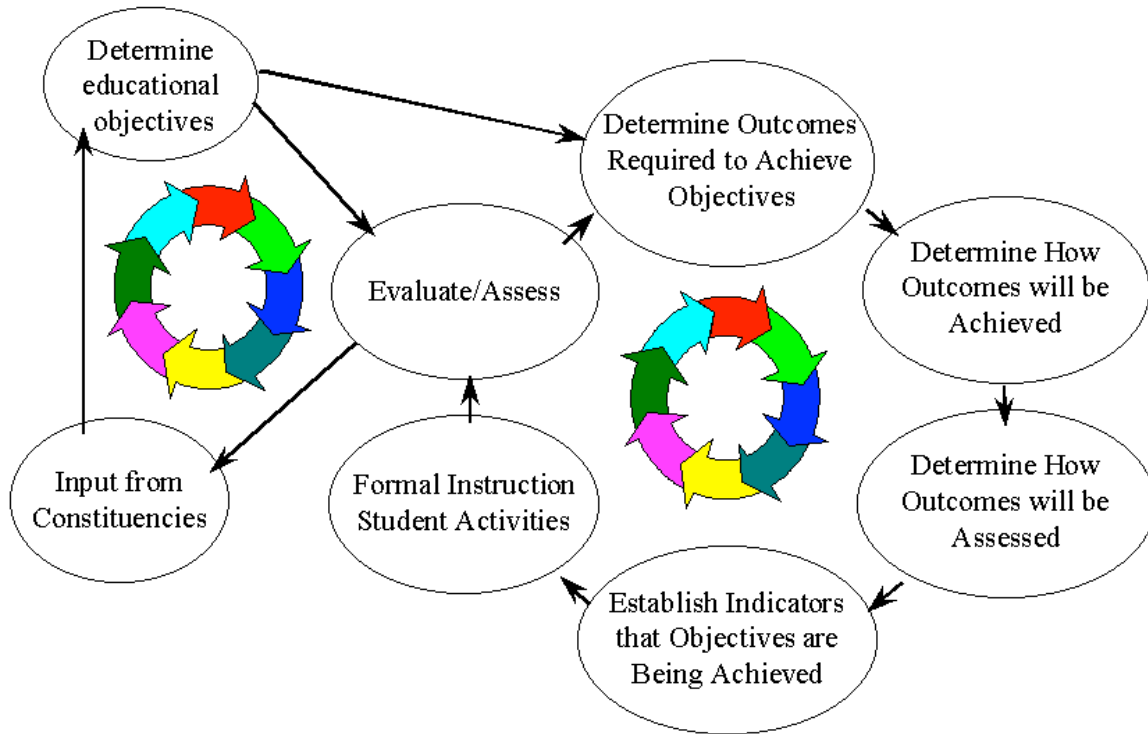 Determine
educational
objectives
Determine Outcomes
Required to Achieve
Objectives
Evaluate/Assess
Determine How
Outcomes will be
Achieved
Input from
Constituencies
Formal Instruction
Student Activities
Determine How
Outcomes will be
Assessed
Establish Indicators
that Objectives are
Being Achieved